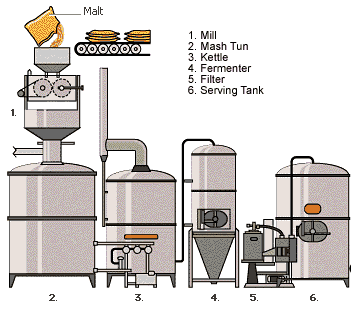 Malt
1. Mill
2. Mash Tun
3. Kettle
4. Fermenter
5. Filter
6. Serving Tank
1.
2.
3.
4.
5.
6.